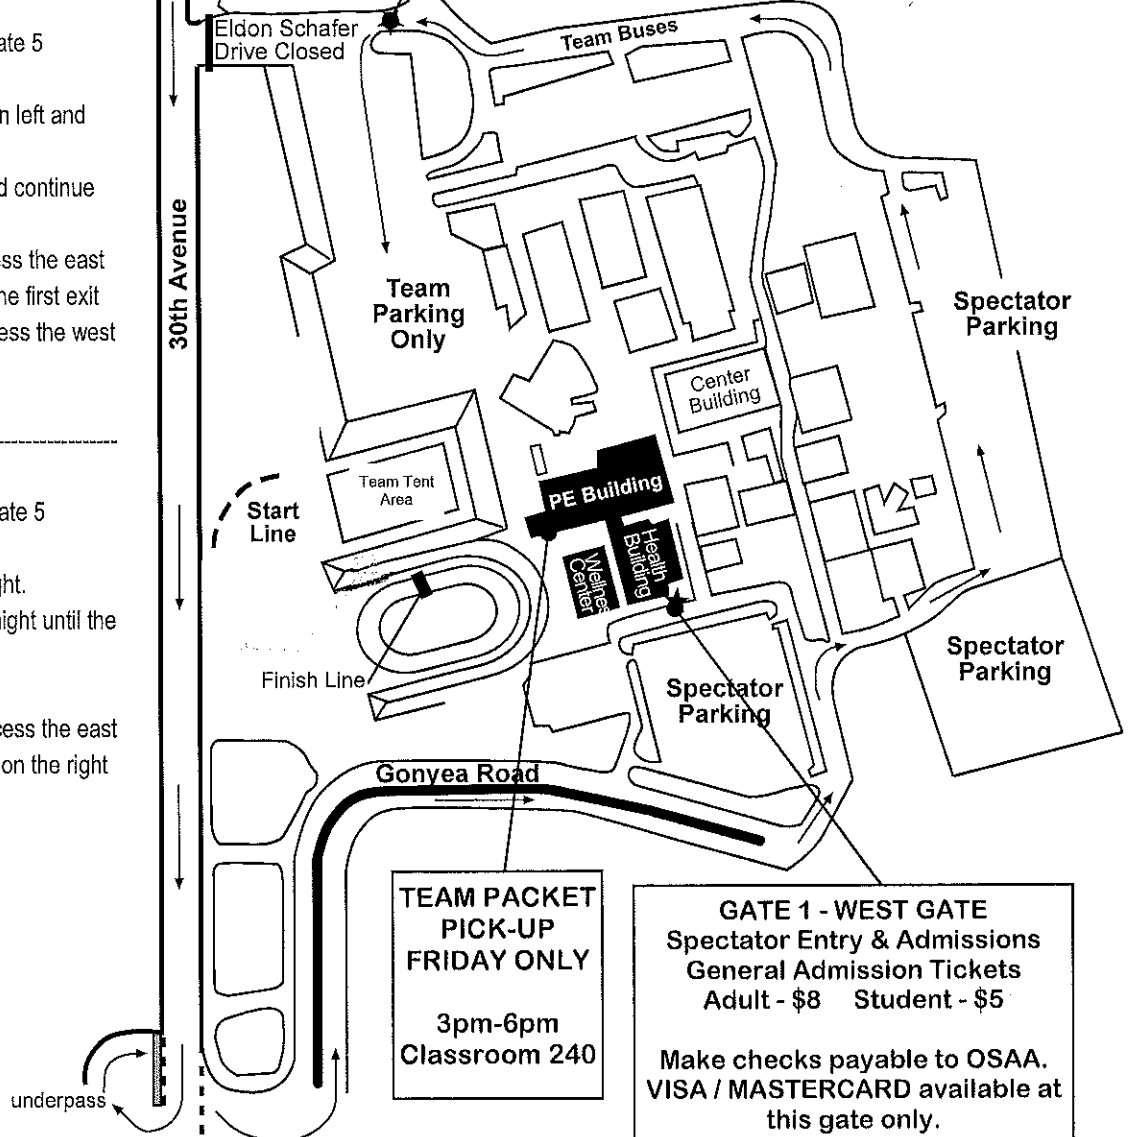 ate 5
n left and
d continue
ess the east
ne first exit
ess the west
ate 5
ght.
night until the
cess the east
on the right
Eldon Schafer
Drive Closed
Team Buses
30th Avenue
Team
Parking
Only
Spectator
Parking
Center
Building
Team Tent
Area
PE Building
Start
Line
Health
Building
Wellnes
Center
Finish Line
Spectator
Parking
Spectator
Parking
Gonyea Road
TEAM PACKET
PICK-UP
FRIDAY ONLY
3pm-6pm
Classroom 240
GATE 1 - WEST GATE
Spectator Entry & Admissions
General Admission Tickets
Adult - $8 Student - $5
Make checks payable to OSAA.
VISA / MASTERCARD available at
this gate only.
underpass